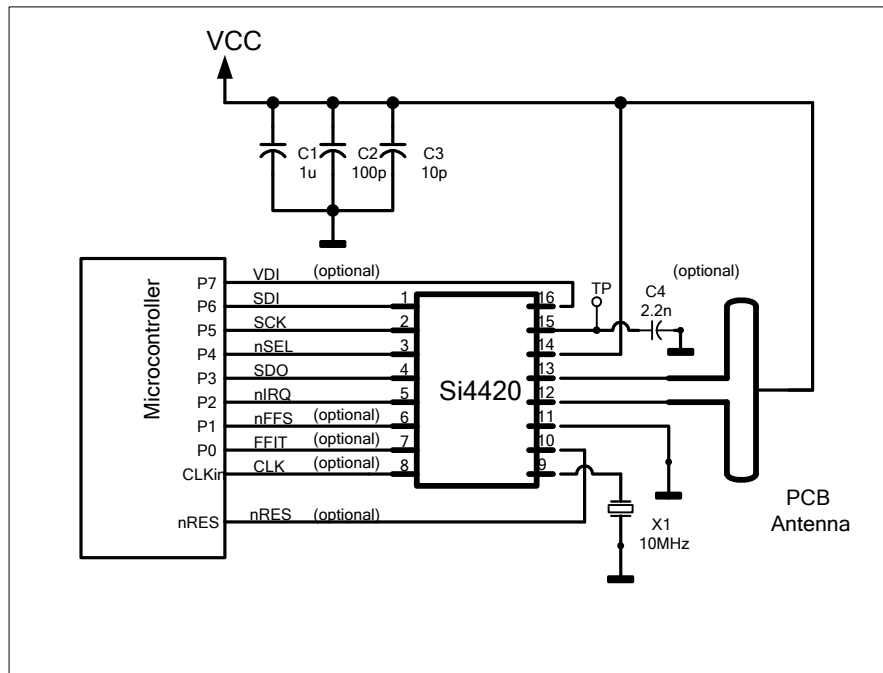 VCC
C1
1u
C2
100p
C3
10p
Microcontroller
P7
VDI
(optional)
P6
SDI
1
P5
SCK
2
P4
nSEL
3
P3
SDO
4
P2
nIRQ
5
P1
nFFS
(optional)
6
P0
FFIT
(optional)
7
CLKin
CLK
(optional)
8
nRES
nRES
(optional)
Si4420
16
15
14
13
12
11
10
9
TP
(optional)
C4
2.2n
X1
10MHz
PCB
Antenna